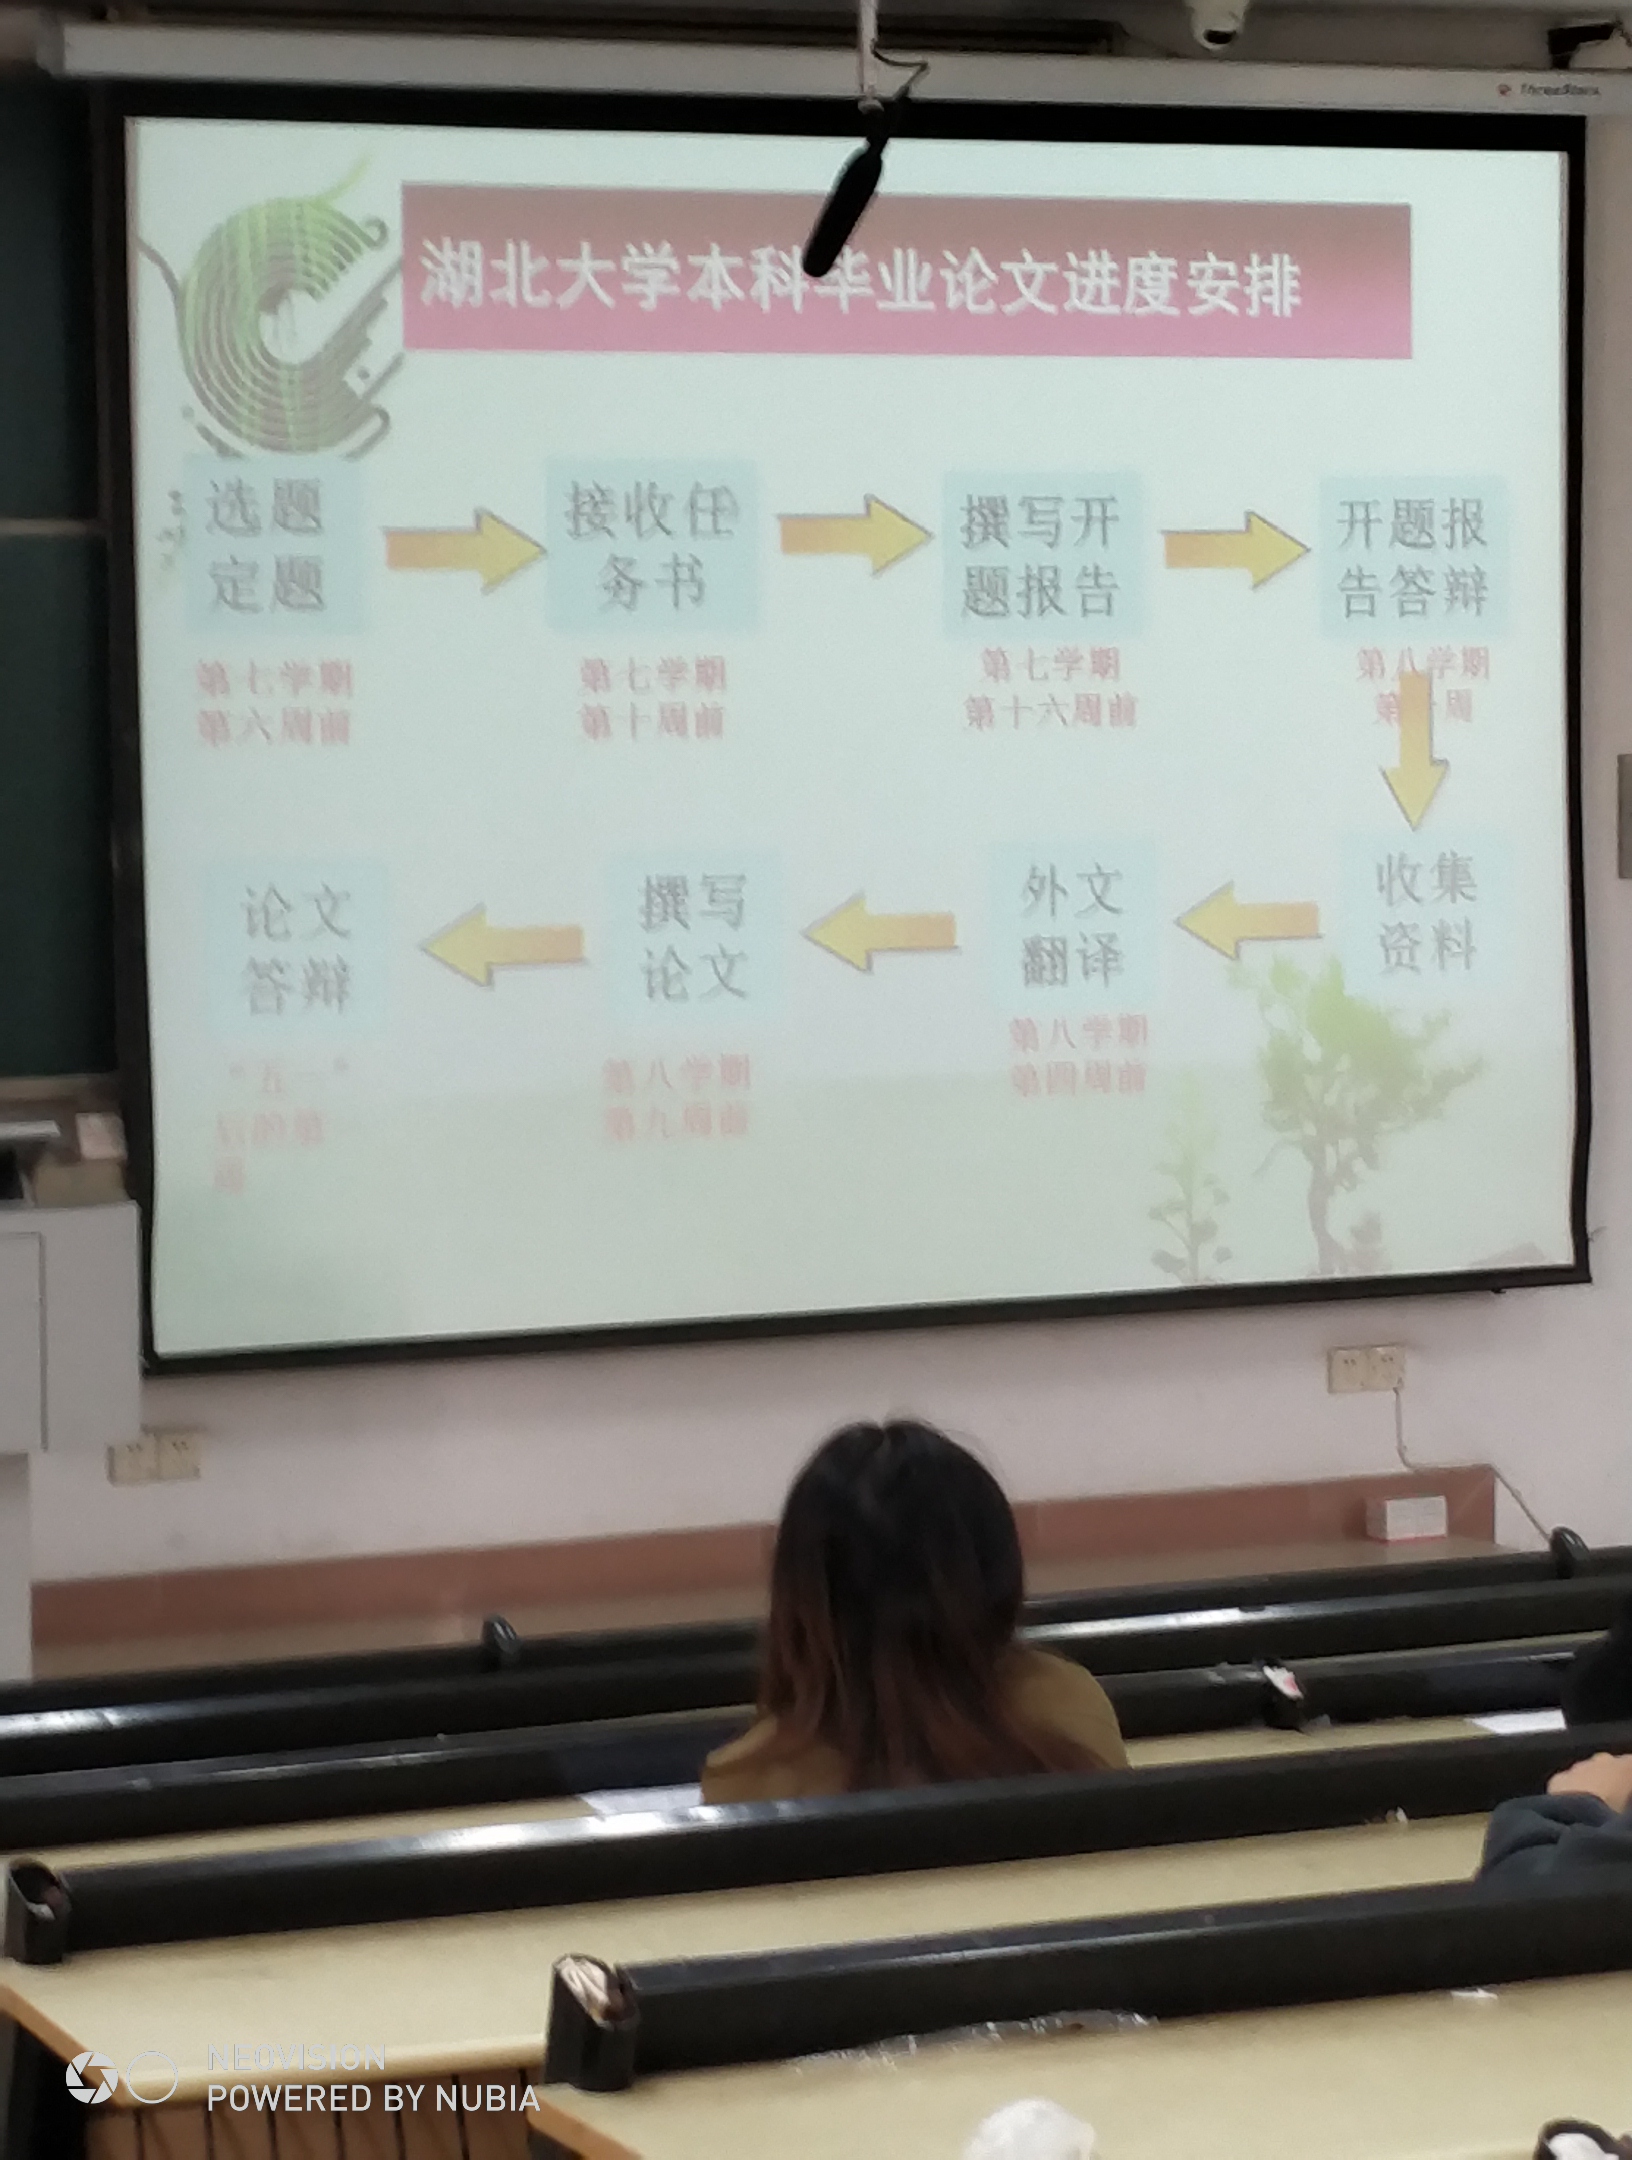 湖北大学本科毕业论文进度安排
选题
定题
第七学期
第六周前
接收任
务书
第七学期
第十周前
撰写开
题报告
第七学期
第十六周前
开题报
告答辩
第八学期
第 周
收集
资料
外文
翻译
第八学期
第四周前
撰写
论文
第八学期
第九周前
论文
答辩
“五一”
后的第
周
NEOVISION
POWERED BY NUBIA